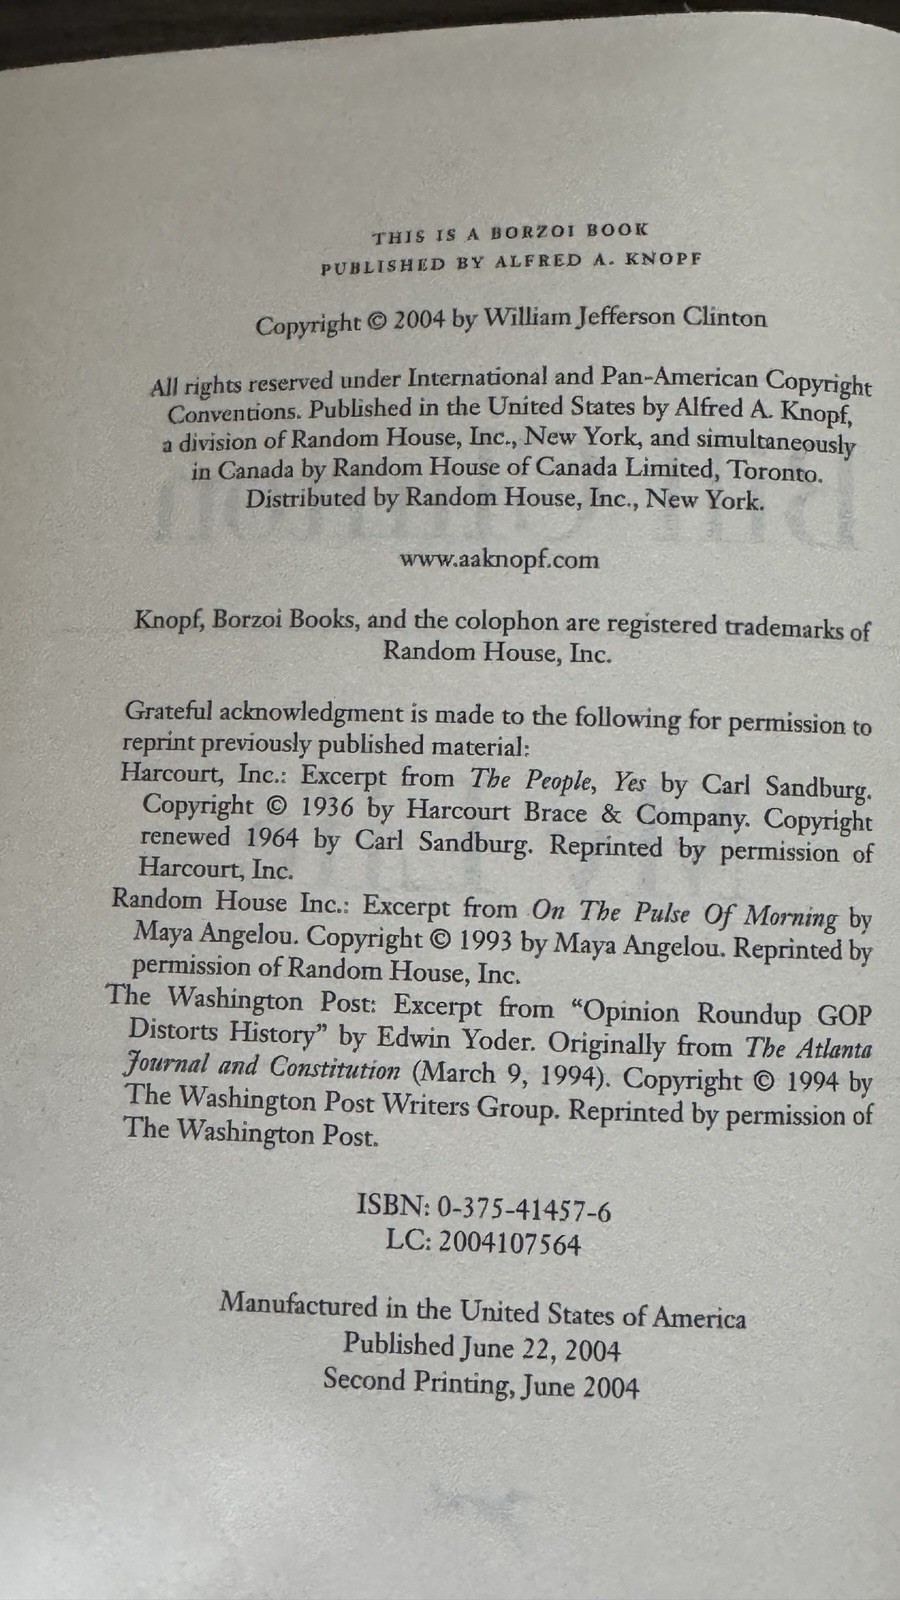 THIS IS A BORZOI BOOK
PUBLISHED BY ALFRED A. KNOPF
Copyright © 2004 by William Jefferson Clinton
All rights reserved under International and Pan-American Copyright
Conventions. Published in the United States by Alfred A. Knopf,
a division of Random House, Inc., New York, and simultaneously
in Canada by Random House of Canada Limited, Toronto.
Distributed by Random House, Inc., New York.
www.aaknopf.com
Knopf, Borzoi Books, and the colophon are registered trademarks of
Random House, Inc.
Grateful acknowledgment is made to the following for permission to
reprint previously published material:
Harcourt, Inc.: Excerpt from The People, Yes by Carl Sandburg.
Copyright © 1936 by Harcourt Brace & Company. Copyright
renewed 1964 by Carl Sandburg. Reprinted by permission of
Harcourt, Inc.
Random House Inc.: Excerpt from On The Pulse Of Morning by
Maya Angelou. Copyright © 1993 by Maya Angelou. Reprinted by
permission of Random House, Inc.
The Washington Post: Excerpt from “Opinion Roundup GOP
Distorts History” by Edwin Yoder. Originally from The Atlanta
Journal and Constitution (March 9, 1994). Copyright © 1994 by
The Washington Post Writers Group. Reprinted by permission of
The Washington Post.
ISBN: 0-375-41457-6
LC: 2004107564
Manufactured in the United States of America
Published June 22, 2004
Second Printing, June 2004